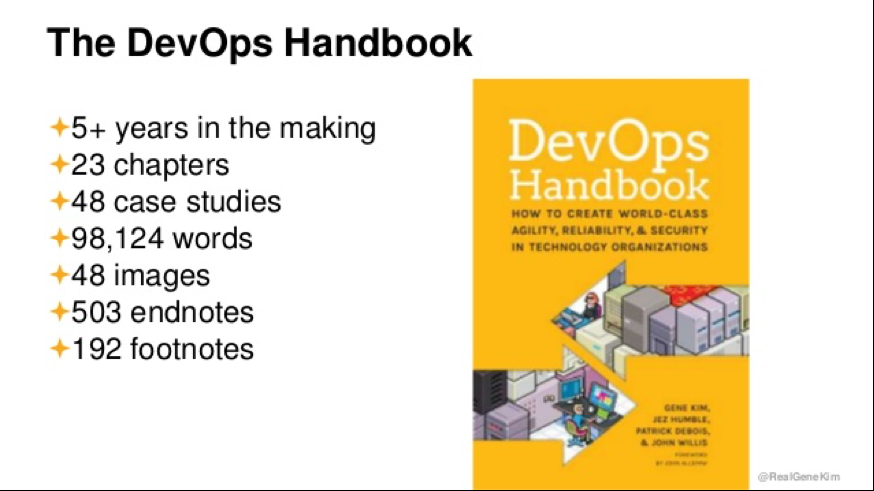 The DevOps Handbook
5+ years in the making
23 chapters
48 case studies
98,124 words
48 images
503 endnotes
192 footnotes
DevOps
Handbook
HOW TO CREATE WORLD-CLASS
AGILITY, RELIABILITY, & SECURITY
IN TECHNOLOGY ORGANIZATIONS
GENE KIM,
JEZ HUMBLE,
PATRICK DEBOIS,
& JOHN WILLIS
FOREWORD
BY JOHN ALLSPAW
@RealGeneKim